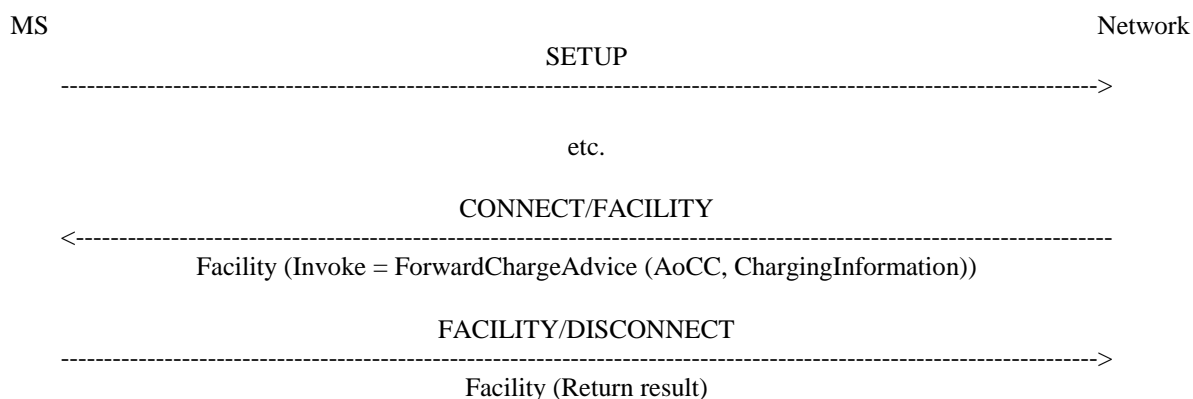 MS Network
SETUP
------------------------------------------------------------------------------------------------------------------------>
etc.
CONNECT/FACILITY
<------------------------------------------------------------------------------------------------------------------------
Facility (Invoke = ForwardChargeAdvice (AoCC, ChargingInformation))
FACILITY/DISCONNECT
------------------------------------------------------------------------------------------------------------------------>
Facility (Return result)